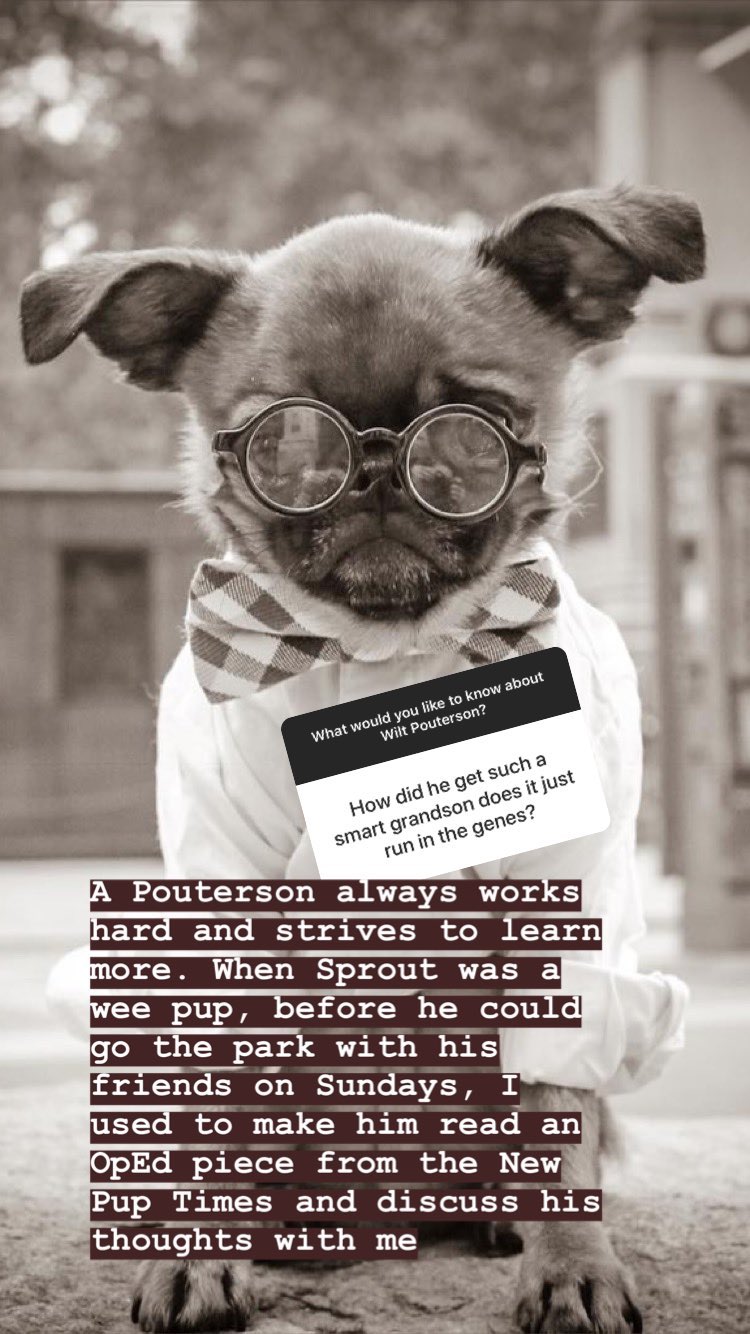 What would you like to know about
Wilt Pouterson?
How did he get such a
smart grandson does it just
run in the genes?
A Pouterson always works
hard and strives to learn
more. When Sprout was a
wee pup, before he could
go the park with his
friends on Sundays, I
used to make him read an
OpEd piece from the New
Pup Times and discuss his
thoughts with me